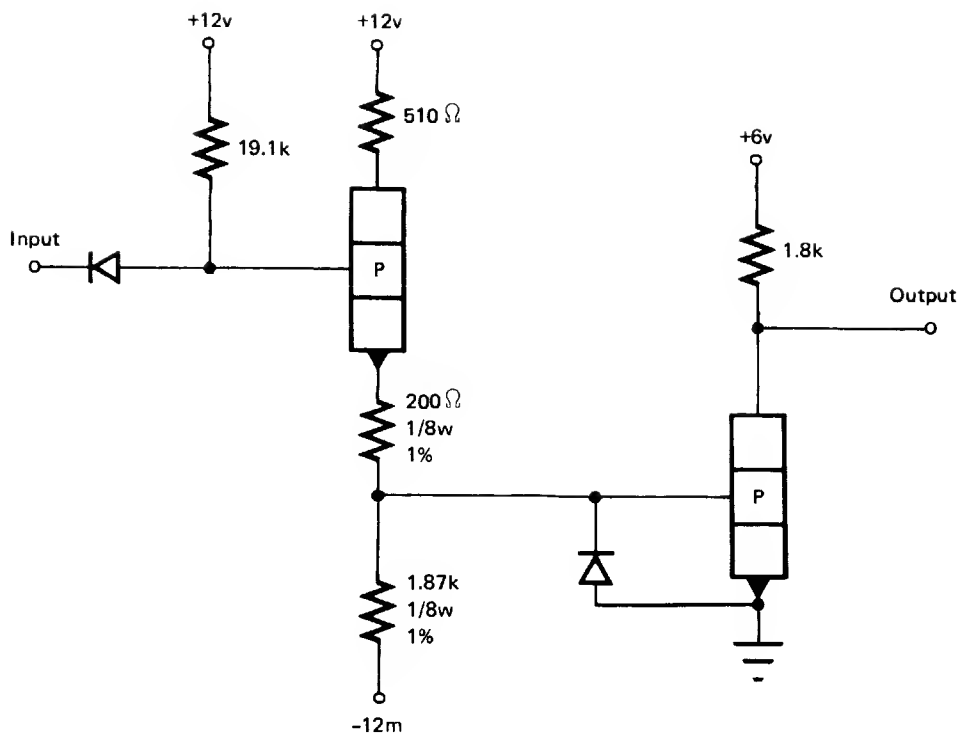 +12v
+12v
510 Ω
19.1k
+6v
Input
P
1.8k
Output
200 Ω
1/8w
1%
P
1.87k
1/8w
1%
-12m